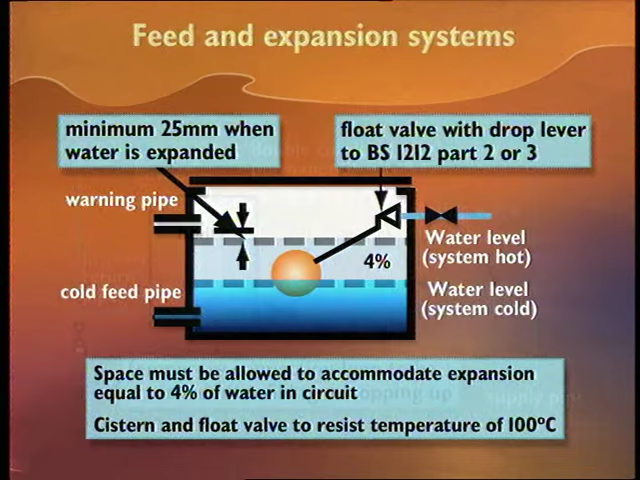 Feed and expansion systems
minimum 25mm when
water is expanded
float valve with drop lever
to BS 1212 part 2 or 3
warning pipe
Water level
(system hot)
4%
cold feed pipe
Water level
(system cold)
Space must be allowed to accommodate expansion
equal to 4% of water in circuit
Cistern and float valve to resist temperature of 100ºC